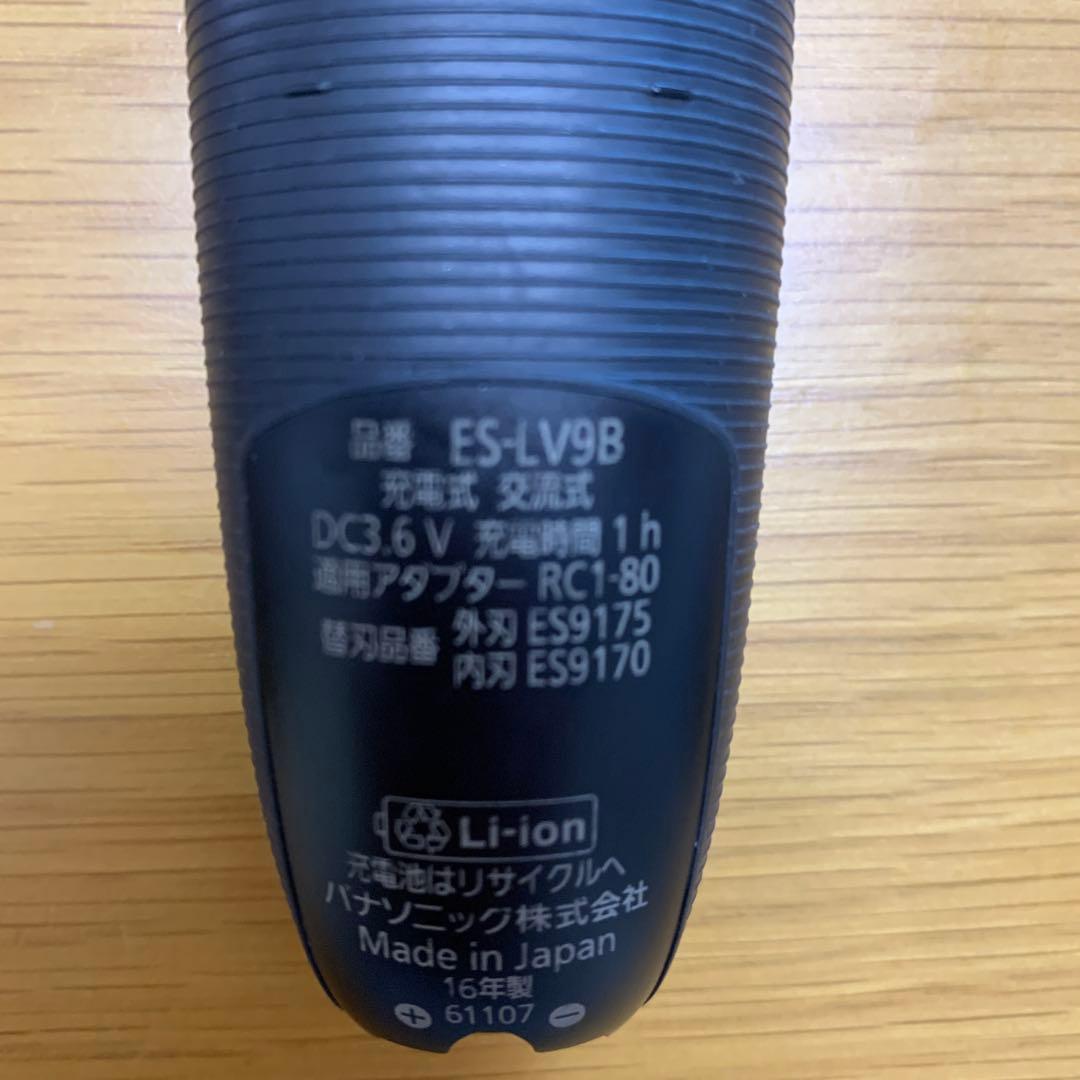 品番 ES-LV9B
充電式 交流式
DC3.6 V 充電時間 1 h
適用アダプター RC1-80
替刃品番 外刃 ES9175
内刃 ES9170
Li-ion
充電池はリサイクルへ
パナソニック株式会社
Made in Japan
16年製
61107